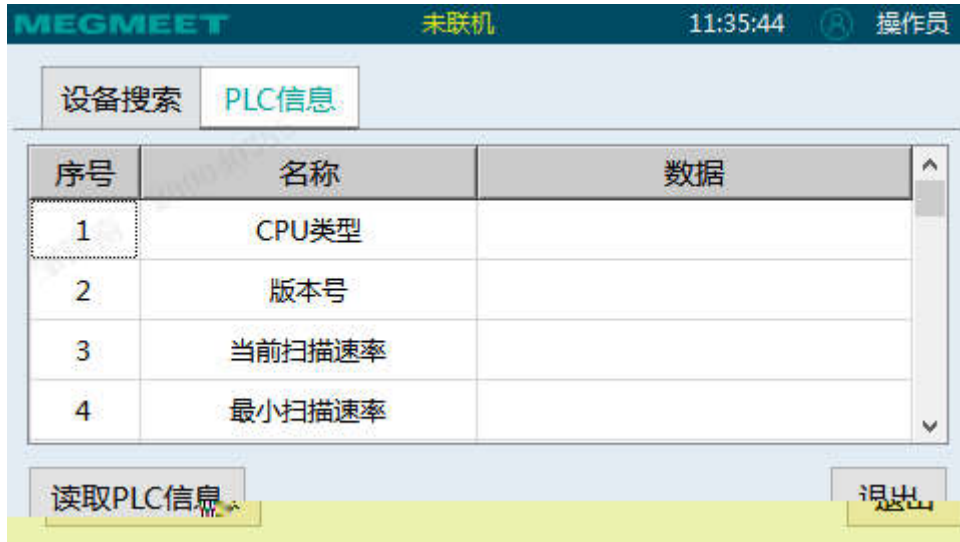 MEGMEET 未联机 11:35:44 操作员
设备搜索 PLC信息
序号 名称 数据
1 CPU类型
2 版本号
3 当前扫描速率
4 最小扫描速率
读取PLC信息 退出